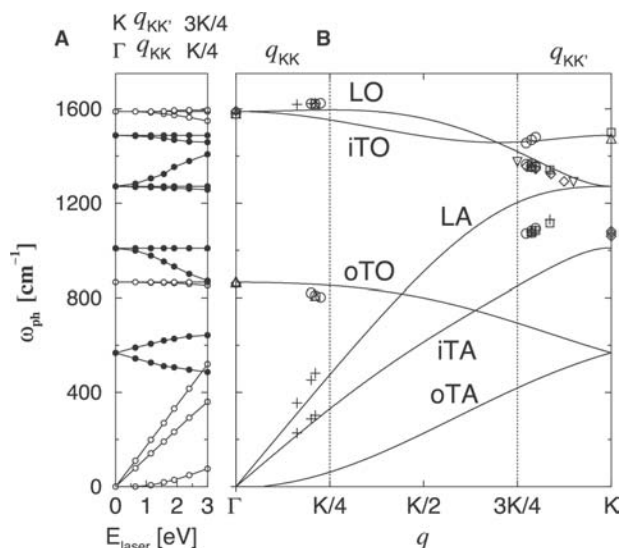 A K q_KK' 3K/4 B
Γ q_KK K/4 q_KK q_KK'
1600
LO
iTO
1200
LA
ω_ph [cm⁻¹]
oTO
800
iTA
400
oTA
0
0 1 2 3 Γ K/4 K/2 3K/4 K
E_laser [eV] q